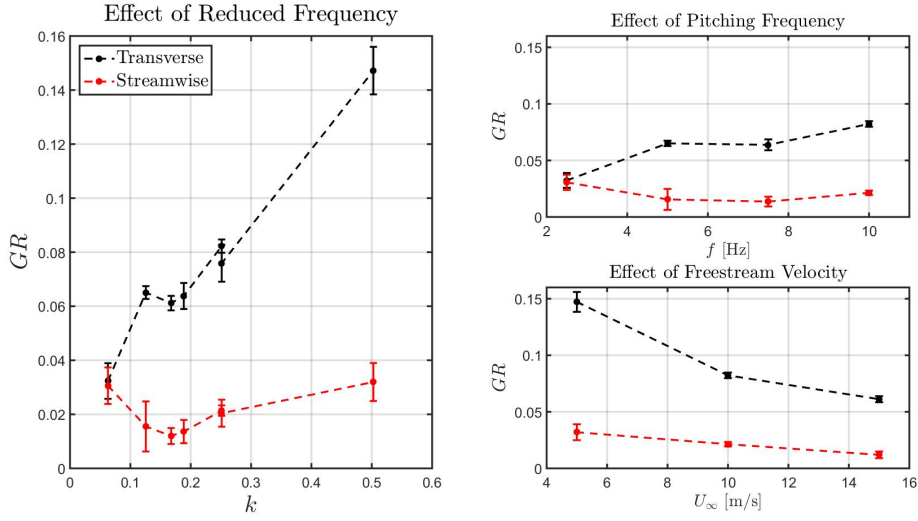 Effect of Reduced Frequency
0.16
0.14
0.12
0.1
0.08
0.06
0.04
0.02
0
GR
Transverse
Streamwise
0 0.1 0.2 0.3 0.4 0.5 0.6
k
Effect of Pitching Frequency
0.15
0.1
0.05
0
GR
2 4 6 8 10
f [Hz]
Effect of Freestream Velocity
0.15
0.1
0.05
0
GR
4 6 8 10 12 14 16
U∞ [m/s]